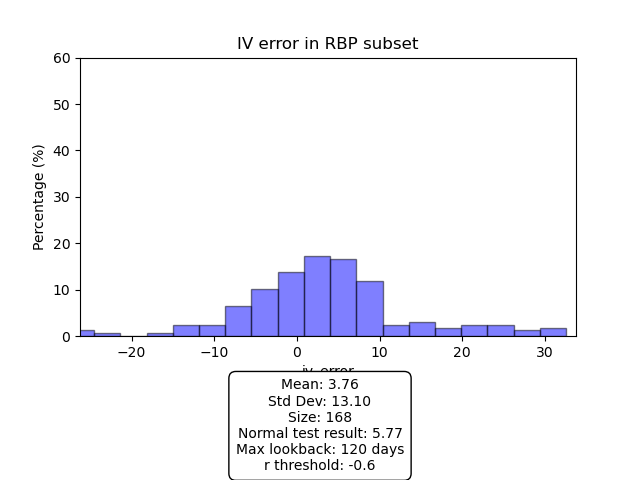 IV error in RBP subset
60
50
40
30
20
10
0
Percentage (%)
−20
−10
0
10
20
30
iv_error
Mean: 3.76
Std Dev: 13.10
Size: 168
Normal test result: 5.77
Max lookback: 120 days
r threshold: -0.6